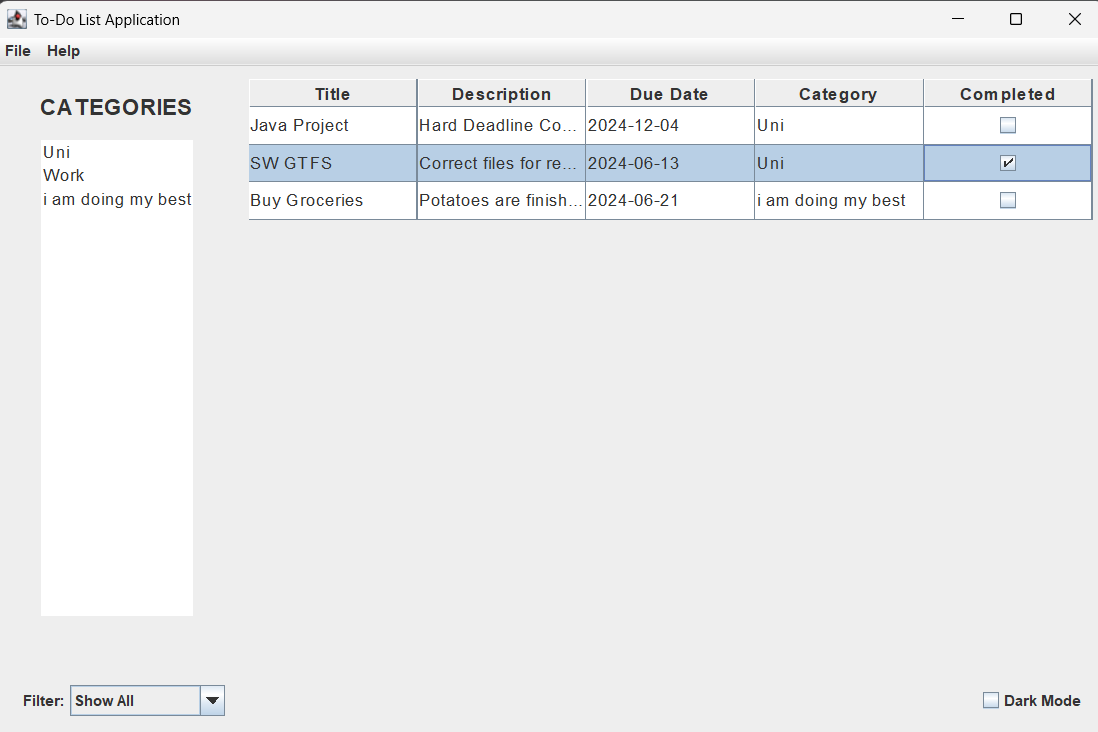 To-Do List Application
File Help
CATEGORIES
Uni
Work
i am doing my best
Title Description Due Date Category Completed
Java Project Hard Deadline Co... 2024-12-04 Uni
SW GTFS Correct files for re... 2024-06-13 Uni
Buy Groceries Potatoes are finish... 2024-06-21 i am doing my best
Filter: Show All
Dark Mode